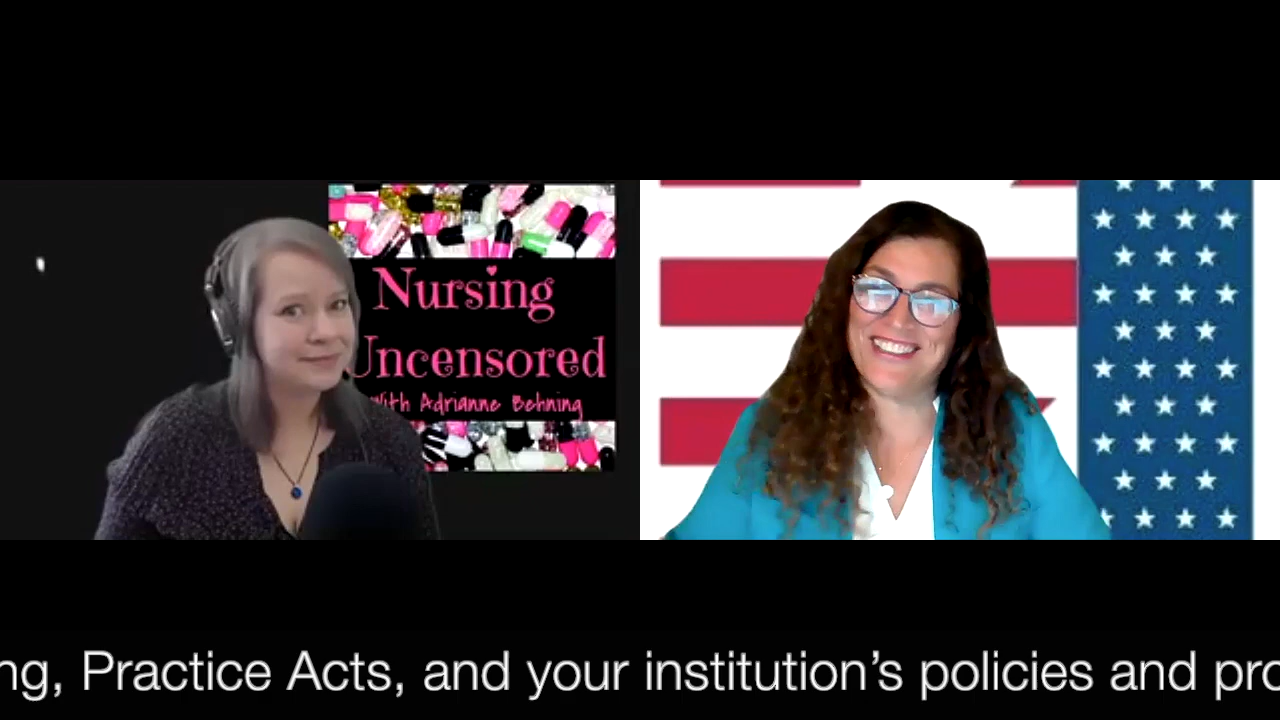 Nursing
Uncensored
With Adrianne Behning
ng, Practice Acts, and your institution’s policies and pro